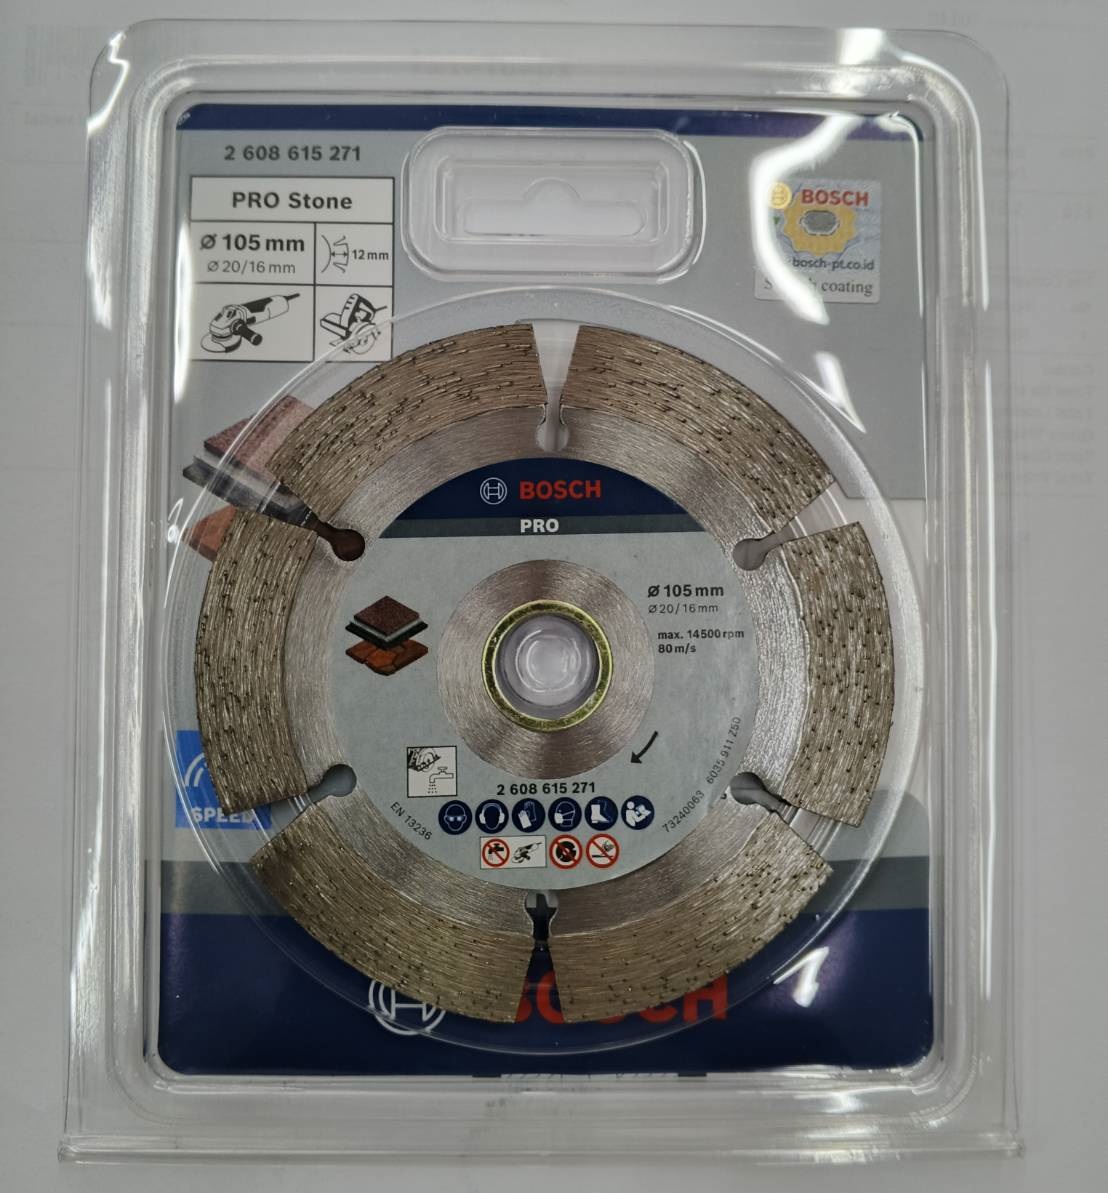 2 608 615 271
PRO Stone
Ø 105 mm
Ø 20/16 mm
12 mm
BOSCH
bosch-pt.co.id
coating
BOSCH
PRO
Ø 105 mm
Ø 20/16 mm
max. 14500 rpm
80 m/s
2 608 615 271
EN 13236
73240063 6035 911 Z50
SPEED
BOSCH